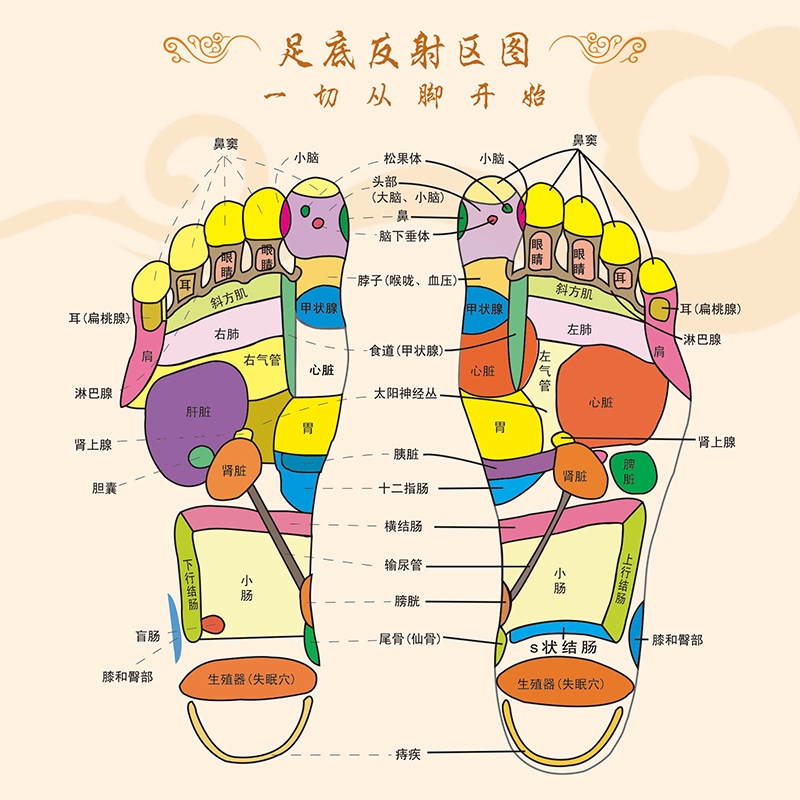 足底反射区图
一切从脚开始
鼻窦
小脑
松果体
小脑
鼻窦
头部
(大脑、小脑)
鼻
脑下垂体
眼睛
眼睛
耳
眼睛
眼睛
耳
脖子(喉咙、血压)
斜方肌
斜方肌
耳(扁桃腺)
甲状腺
甲状腺
耳(扁桃腺)
右肺
左肺
淋巴腺
肩
右气管
食道(甲状腺)
左气管
肩
心脏
心脏
淋巴腺
太阳神经丛
肝脏
心脏
胃
胃
肾上腺
肾上腺
胰脏
肾脏
肾脏
脾脏
胆囊
十二指肠
横结肠
下行结肠
小肠
输尿管
小肠
上行结肠
膀胱
盲肠
尾骨(仙骨)
膝和臀部
s状结肠
膝和臀部
生殖器(失眠穴)
生殖器(失眠穴)
痔疾